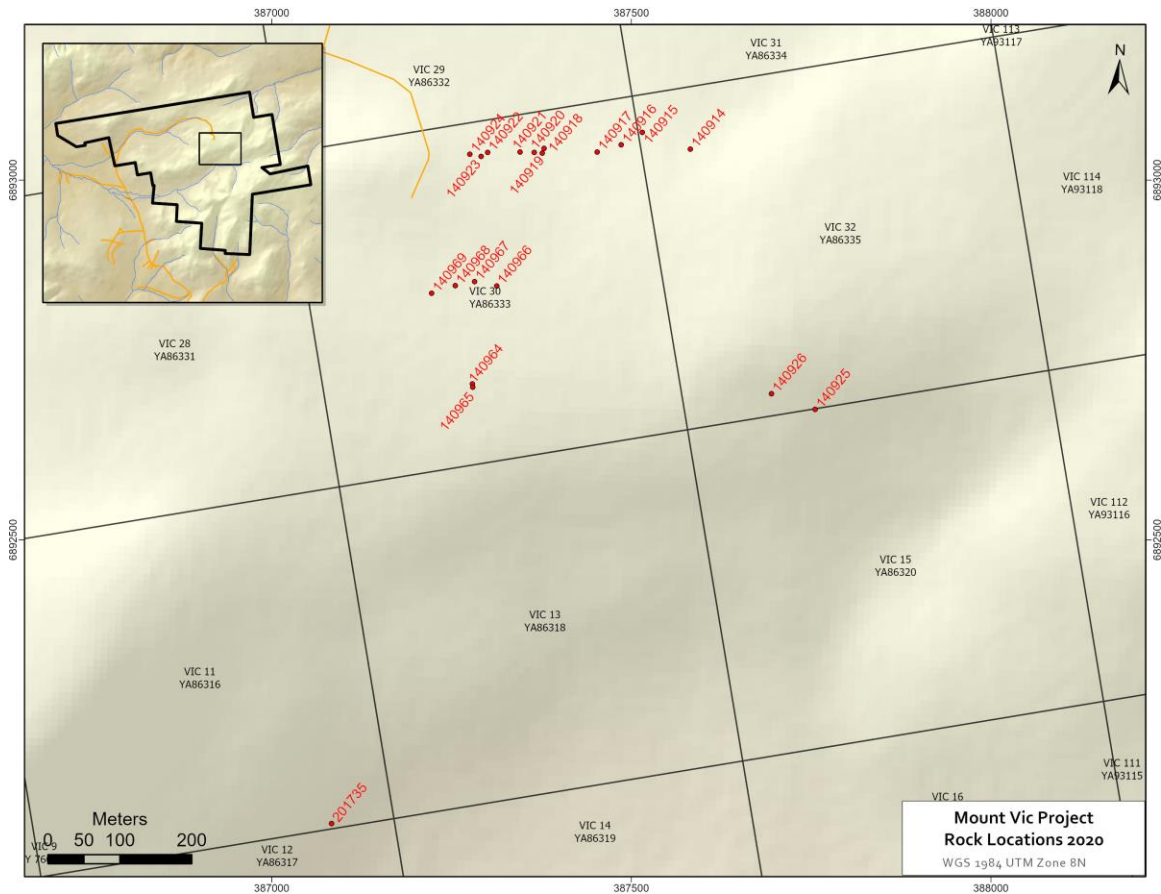 387000
387500
388000
VIC 113
YA93117
VIC 31
YA86334
VIC 29
YA86332
N
140924
140922
140921
140920
140918
140917
140916
140915
140914
140923
140919
6893000
6893000
VIC 114
YA93118
VIC 32
YA86335
140969
140968
140967
140966
VIC 30
YA86333
VIC 28
YA86331
140964
140965
140926
140925
6892500
6892500
VIC 112
YA93116
VIC 15
YA86320
VIC 13
YA86318
VIC 11
YA86316
201735
VIC 111
YA93115
VIC 16
Meters
0 50 100 200
VIC 9
VIC 12
YA86317
VIC 14
YA86319
Mount Vic Project
Rock Locations 2020
WGS 1984 UTM Zone 8N
387000
387500
388000